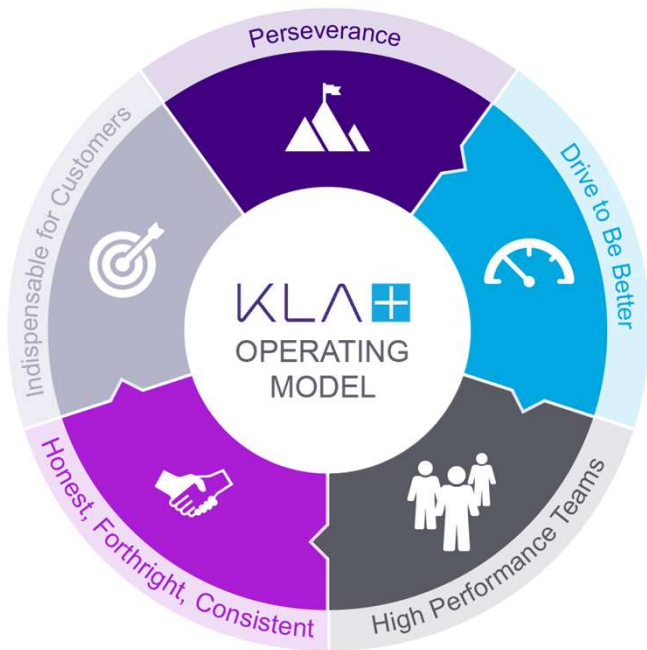 Perseverance
Drive to Be Better
High Performance Teams
Honest, Forthright, Consistent
Indispensable for Customers
KLA+
OPERATING
MODEL